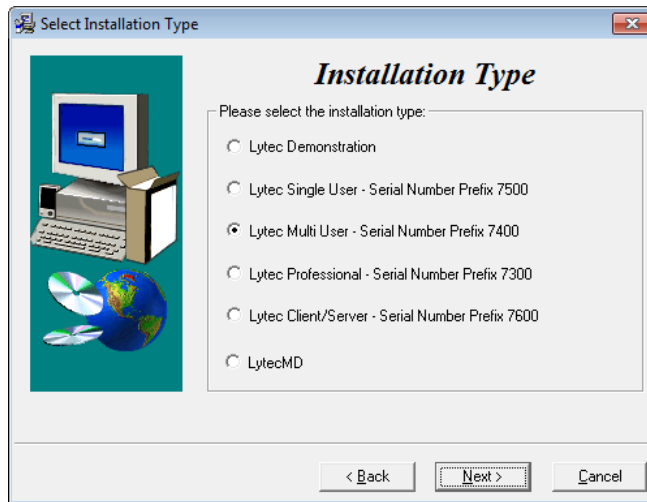 Select Installation Type
Installation Type
Please select the installation type:
Lytec Demonstration
Lytec Single User - Serial Number Prefix 7500
Lytec Multi User - Serial Number Prefix 7400
Lytec Professional - Serial Number Prefix 7300
Lytec Client/Server - Serial Number Prefix 7600
LytecMD
< Back Next > Cancel